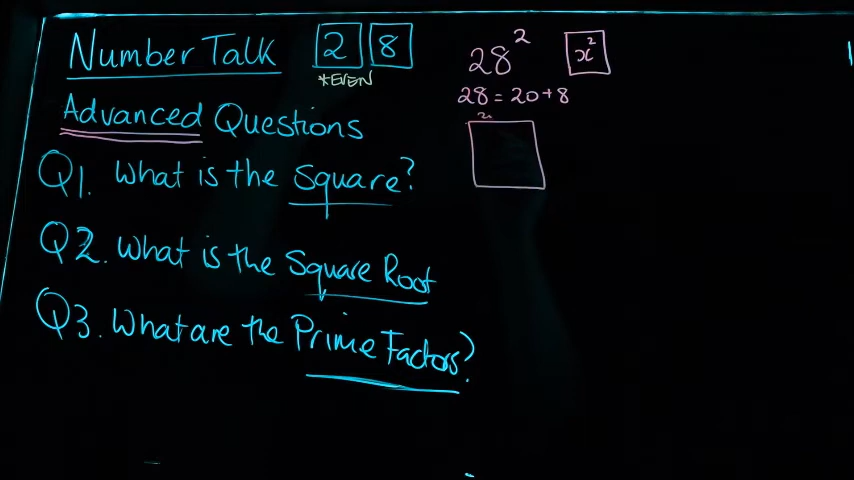 Number Talk 2 8
*EVEN
Advanced Questions
Q1. What is the Square?
Q2. What is the Square Root
Q3. What are the Prime Factors?
28²
x²
28 = 20 + 8